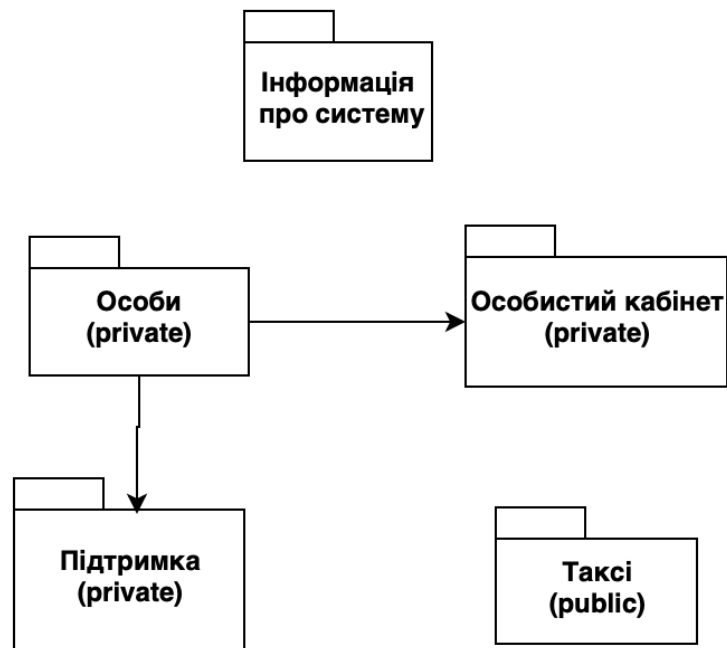 Інформація
про систему
Особи
(private)
Особистий кабінет
(private)
Підтримка
(private)
Таксі
(public)